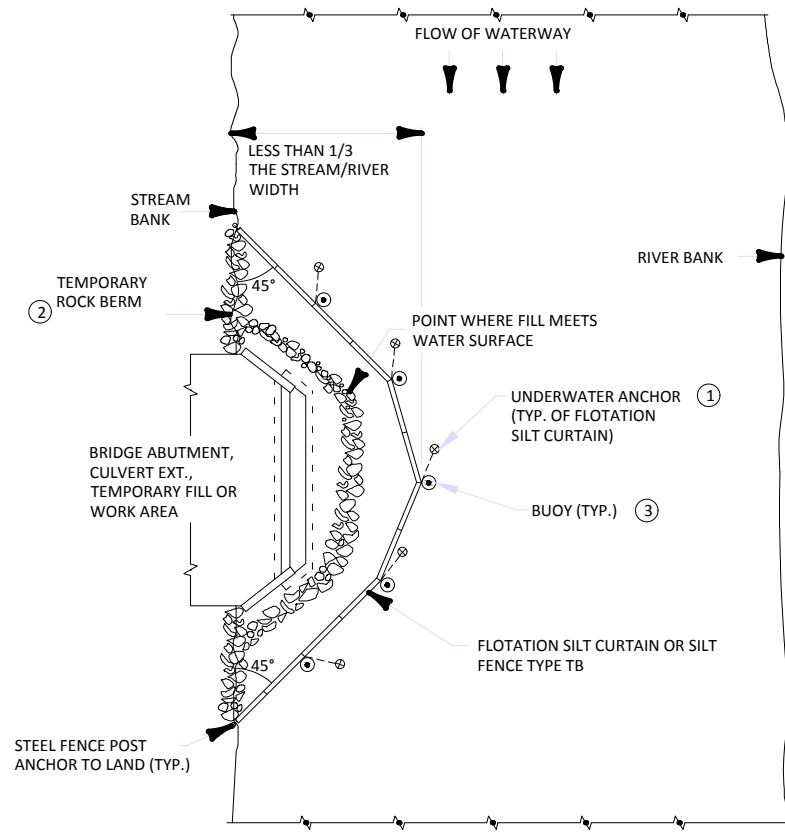 FLOW OF WATERWAY
LESS THAN 1/3
THE STREAM/RIVER
WIDTH
STREAM
BANK
RIVER BANK
TEMPORARY
ROCK BERM
2
45°
POINT WHERE FILL MEETS
WATER SURFACE
UNDERWATER ANCHOR
(TYP. OF FLOTATION
SILT CURTAIN)
1
BRIDGE ABUTMENT,
CULVERT EXT.,
TEMPORARY FILL OR
WORK AREA
BUOY (TYP.)
3
FLOTATION SILT CURTAIN OR SILT
FENCE TYPE TB
45°
STEEL FENCE POST
ANCHOR TO LAND (TYP.)